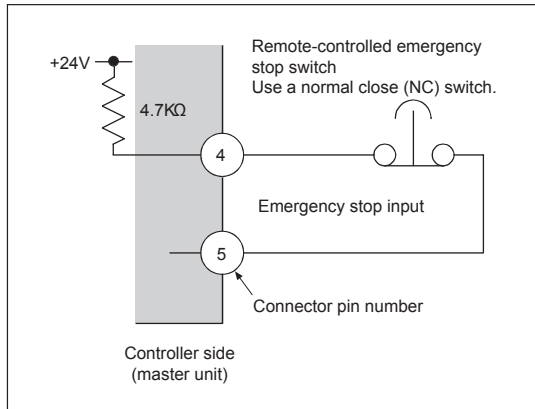 Remote-controlled emergency
stop switch
Use a normal close (NC) switch.
+24V
4.7KΩ
4
Emergency stop input
5
Connector pin number
Controller side
(master unit)